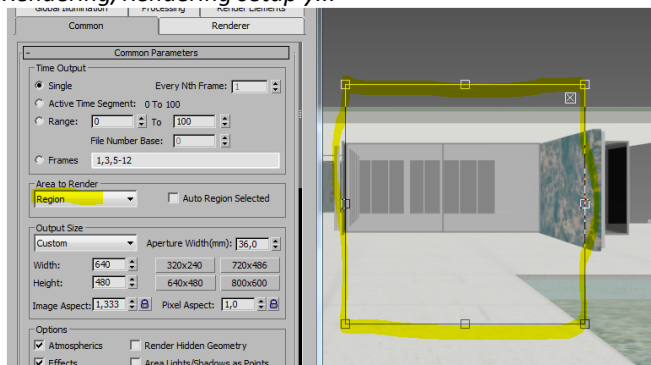 Rendering/Rendering Setup )...
Global Illumination Processing Render Elements
Common Renderer
- Common Parameters
Time Output
Single Every Nth Frame: 1
Active Time Segment: 0 To 100
Range: 0 To 100
File Number Base: 0
Frames 1,3,5-12
Area to Render
Region Auto Region Selected
Output Size
Custom Aperture Width(mm): 36,0
Width: 640 320x240 720x486
Height: 480 640x480 800x600
Image Aspect: 1,333 Pixel Aspect: 1,0
Options
Atmospherics Render Hidden Geometry
Effects Area Lights/Shadows as Points